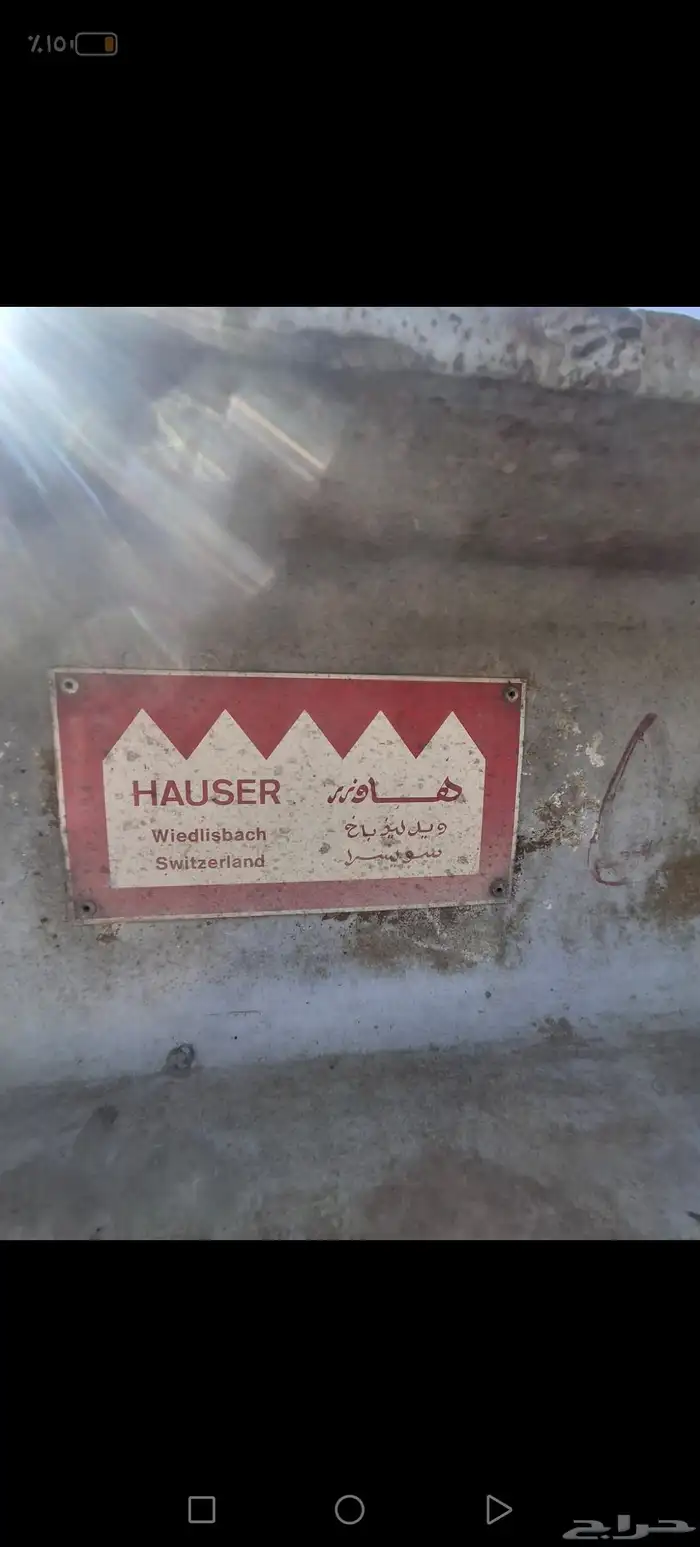 ٪١٥
HAUSER
هاوزر
Wiedlisbach
ويدليزباخ
Switzerland
سويسرا
حراج